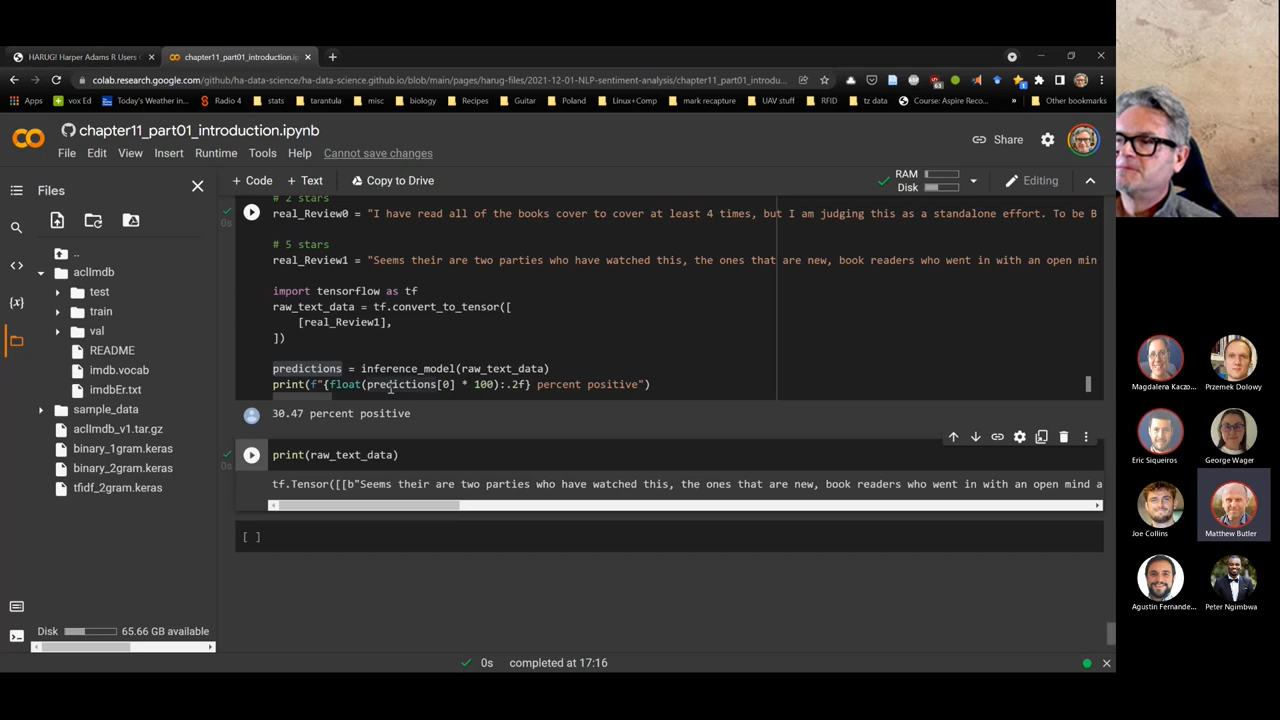 HARUG! Harper Adams R Users G
chapter11_part01_introduction.ip
colab.research.google.com/github/ha-data-science/ha-data-science.github.io/blob/main/pages/harug-files/2021-12-01-NLP-sentiment-analysis/chapter11_part01_introdu...
Apps vox Ed Today's Weather in... Radio 4 stats tarantula misc biology Recipes Guitar Poland Linux+Comp mark recapture UAV stuff RFID tz data Course: Aspire Reco... » Other bookmarks
chapter11_part01_introduction.ipynb
File Edit View Insert Runtime Tools Help Cannot save changes
Share
Files
+ Code + Text Copy to Drive
RAM
Disk
Editing
..
aclImdb
test
train
val
README
imdb.vocab
imdbEr.txt
sample_data
aclImdb_v1.tar.gz
binary_1gram.keras
binary_2gram.keras
tfidf_2gram.keras
Disk 65.66 GB available
0s
# 2 stars
real_Review0 = "I have read all of the books cover to cover at least 4 times, but I am judging this as a standalone effort. To be B
# 5 stars
real_Review1 = "Seems their are two parties who have watched this, the ones that are new, book readers who went in with an open min
import tensorflow as tf
raw_text_data = tf.convert_to_tensor([
[real_Review1],
])
predictions = inference_model(raw_text_data)
print(f"{float(predictions[0] * 100):.2f} percent positive")
30.47 percent positive
0s
print(raw_text_data)
tf.Tensor([[b"Seems their are two parties who have watched this, the ones that are new, book readers who went in with an open mind a
[ ]
0s completed at 17:16
Magdalena Kaczo... Przemek Dolowy
Eric Siqueiros George Wager
Joe Collins Matthew Butler
Agustin Fernande... Peter Ngimbwa